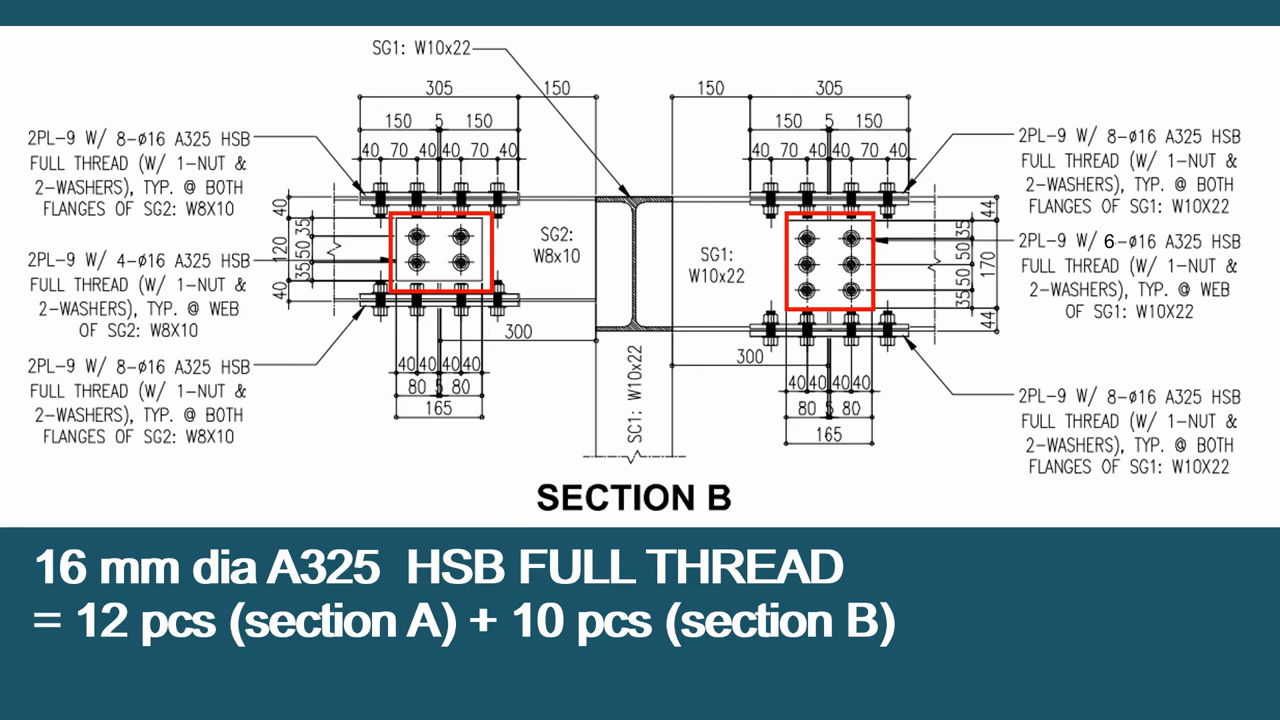 SG1: W10x22
305
150
150
305
150
5
150
150
5
150
40
70
40
40
70
40
40
70
40
40
70
40
2PL-9 W/ 8-ø16 A325 HSB
FULL THREAD (W/ 1-NUT &
2-WASHERS), TYP. @ BOTH
FLANGES OF SG2: W8X10
2PL-9 W/ 4-ø16 A325 HSB
FULL THREAD (W/ 1-NUT &
2-WASHERS), TYP. @ WEB
OF SG2: W8X10
2PL-9 W/ 8-ø16 A325 HSB
FULL THREAD (W/ 1-NUT &
2-WASHERS), TYP. @ BOTH
FLANGES OF SG2: W8X10
40
120
40
35
50
35
SG2:
W8x10
SG1:
W10x22
35
50
50
35
44
170
44
2PL-9 W/ 8-ø16 A325 HSB
FULL THREAD (W/ 1-NUT &
2-WASHERS), TYP. @ BOTH
FLANGES OF SG1: W10X22
2PL-9 W/ 6-ø16 A325 HSB
FULL THREAD (W/ 1-NUT &
2-WASHERS), TYP. @ WEB
OF SG1: W10X22
2PL-9 W/ 8-ø16 A325 HSB
FULL THREAD (W/ 1-NUT &
2-WASHERS), TYP. @ BOTH
FLANGES OF SG1: W10X22
300
300
40
40
40
40
80
5
80
165
SC1: W10x22
40
40
40
40
80
5
80
165
SECTION B
16 mm dia A325 HSB FULL THREAD
= 12 pcs (section A) + 10 pcs (section B)